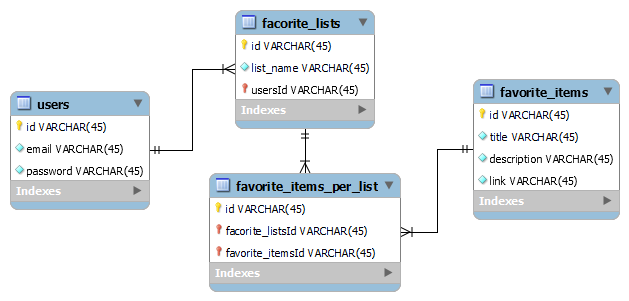 facorite_lists
id VARCHAR(45)
list_name VARCHAR(45)
usersId VARCHAR(45)
Indexes
users
id VARCHAR(45)
email VARCHAR(45)
password VARCHAR(45)
Indexes
favorite_items
id VARCHAR(45)
title VARCHAR(45)
description VARCHAR(45)
link VARCHAR(45)
Indexes
favorite_items_per_list
id VARCHAR(45)
facorite_listsId VARCHAR(45)
favorite_itemsId VARCHAR(45)
Indexes